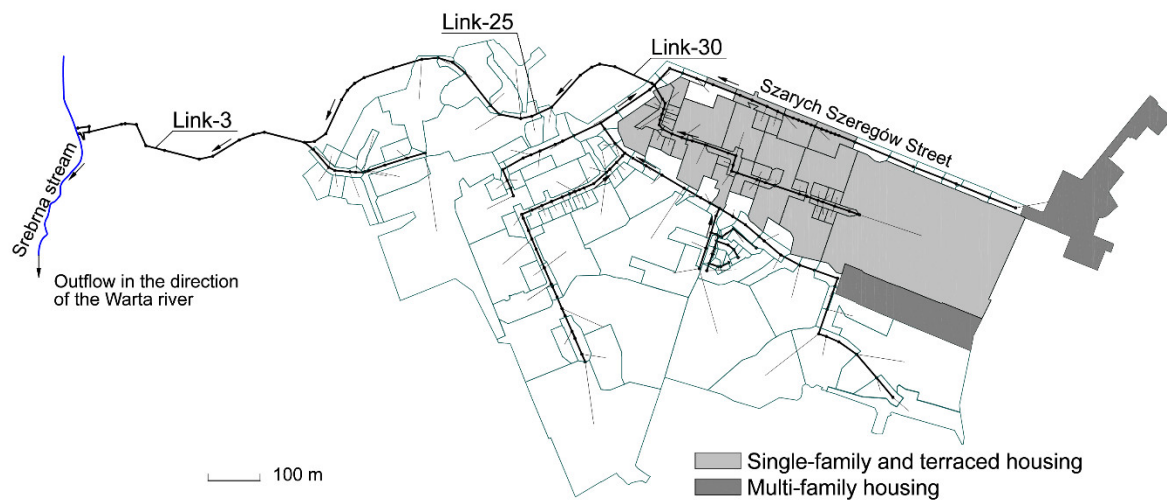 Link-25
Link-30
Szarych Szeregów Street
Link-3
Srebrna stream
Outflow in the direction
of the Warta river
100 m
Single-family and terraced housing
Multi-family housing